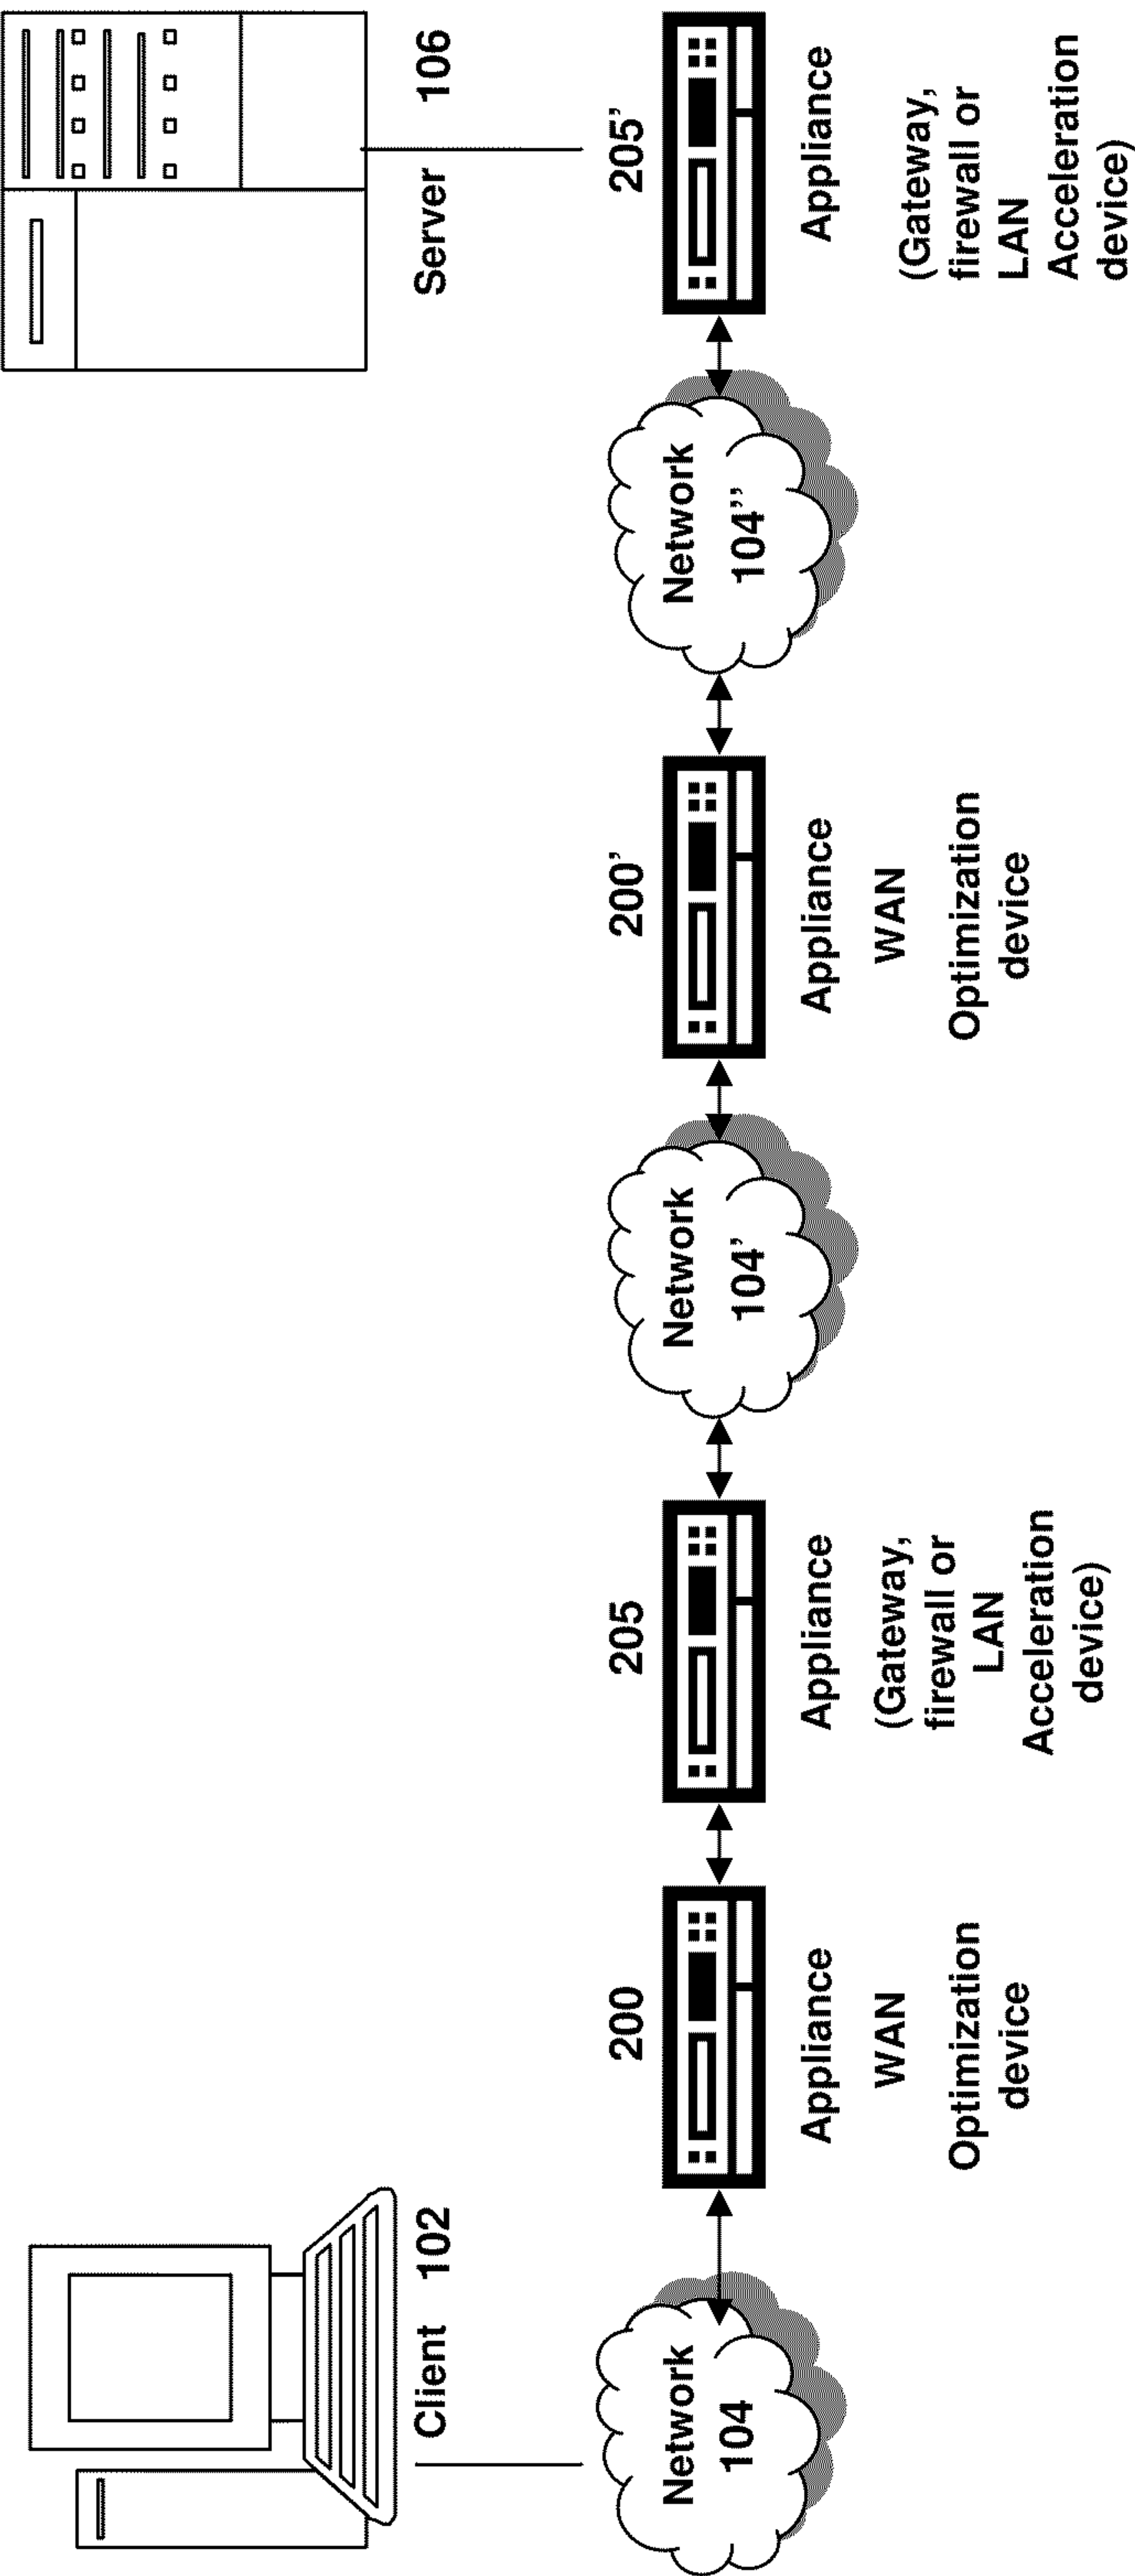 Client 102
Server 106
Network
104
200
Appliance
WAN
Optimization
device
205
Appliance
(Gateway,
firewall or
LAN
Acceleration
device)
Network
104'
200'
Appliance
WAN
Optimization
device
Network
104''
205'
Appliance
(Gateway,
firewall or
LAN
Acceleration
device)